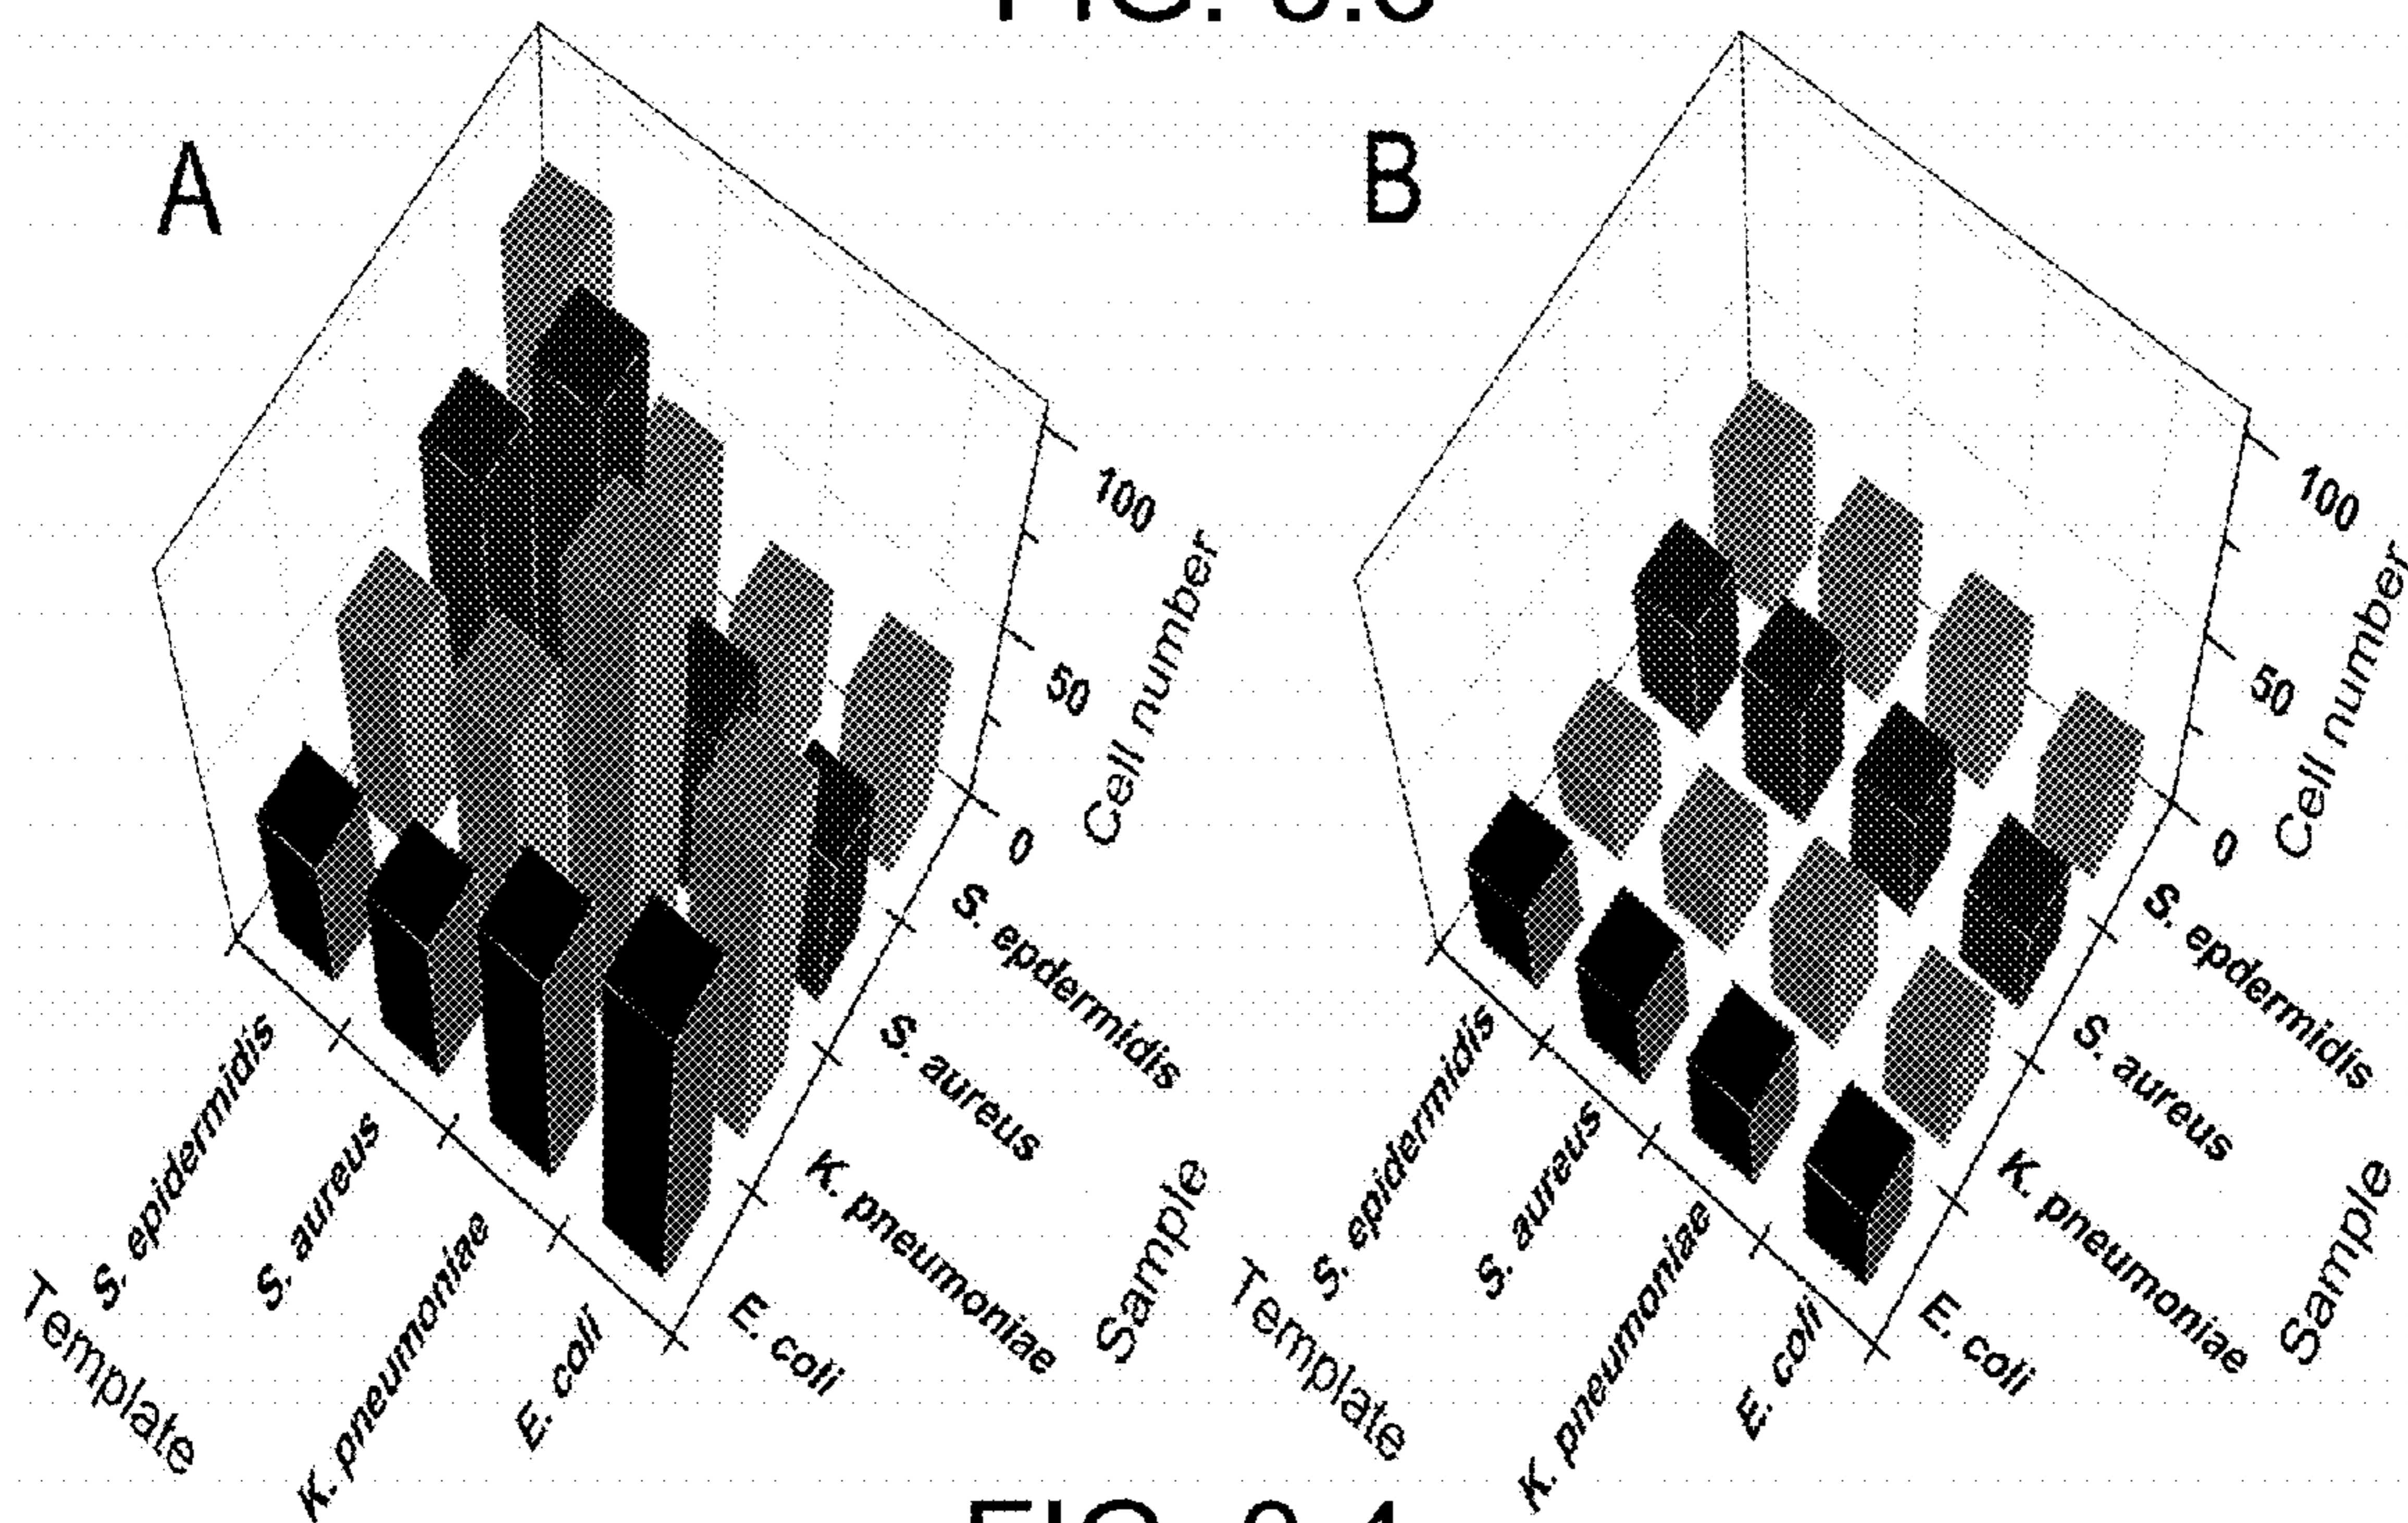 A
B
100
50
0
Cell number
S. epdermidis
S. aureus
K. pneumoniae
E. coli
Sample
S. epidermidis
S. aureus
K. pneumoniae
E. coli
Template
100
50
0
Cell number
S. epdermidis
S. aureus
K. pneumoniae
E. coli
Sample
S. epidermidis
S. aureus
K. pneumoniae
E. coli
Template